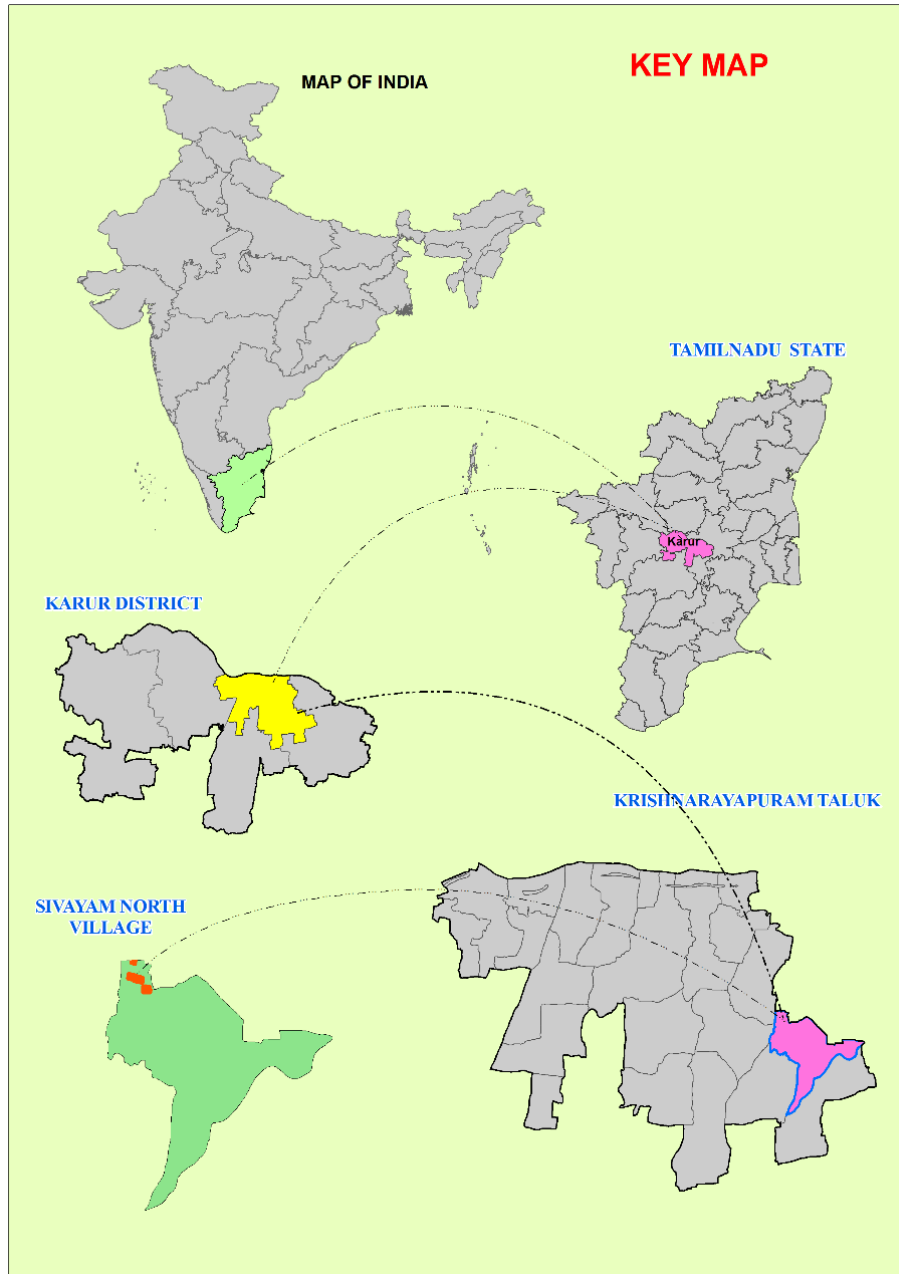 KEY MAP
MAP OF INDIA
TAMILNADU STATE
Karur
KARUR DISTRICT
KRISHNARAYAPURAM TALUK
SIVAYAM NORTH
VILLAGE